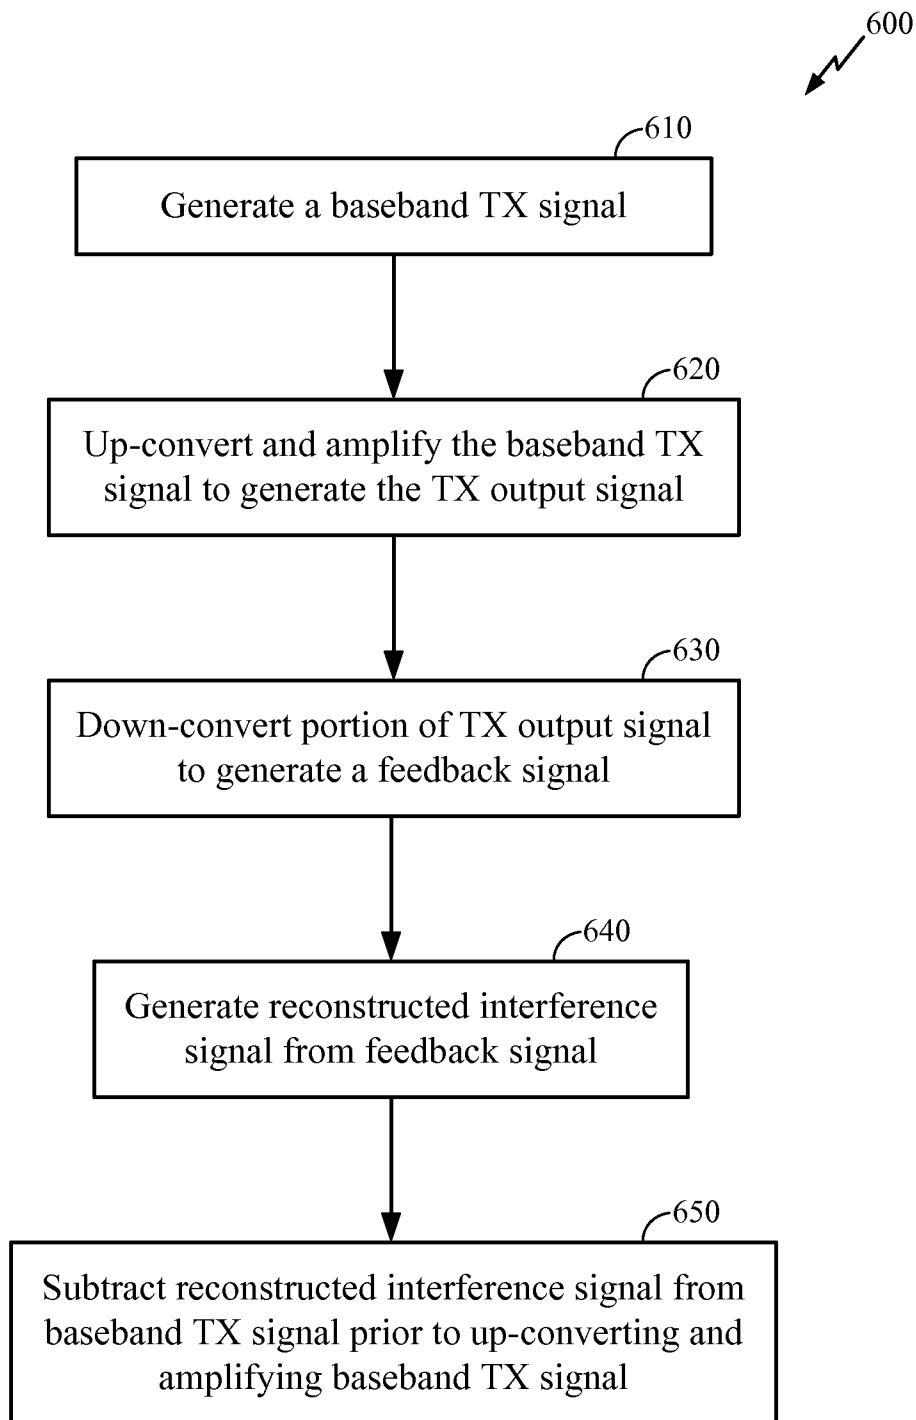 600
610
Generate a baseband TX signal
620
Up-convert and amplify the baseband TX
signal to generate the TX output signal
630
Down-convert portion of TX output signal
to generate a feedback signal
640
Generate reconstructed interference
signal from feedback signal
650
Subtract reconstructed interference signal from
baseband TX signal prior to up-converting and
amplifying baseband TX signal